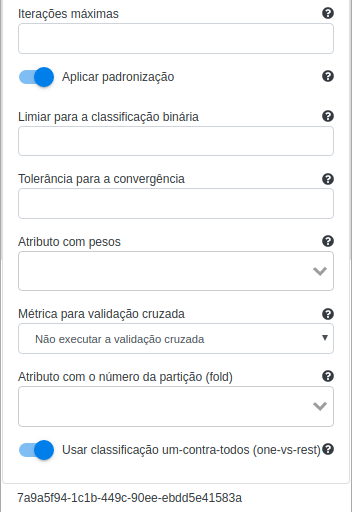 Iterações máximas
Aplicar padronização
Limiar para a classificação binária
Tolerância para a convergência
Atributo com pesos
Métrica para validação cruzada
Não executar a validação cruzada
Atributo com o número da partição (fold)
Usar classificação um-contra-todos (one-vs-rest)
7a9a5f94-1c1b-449c-90ee-ebdd5e41583a